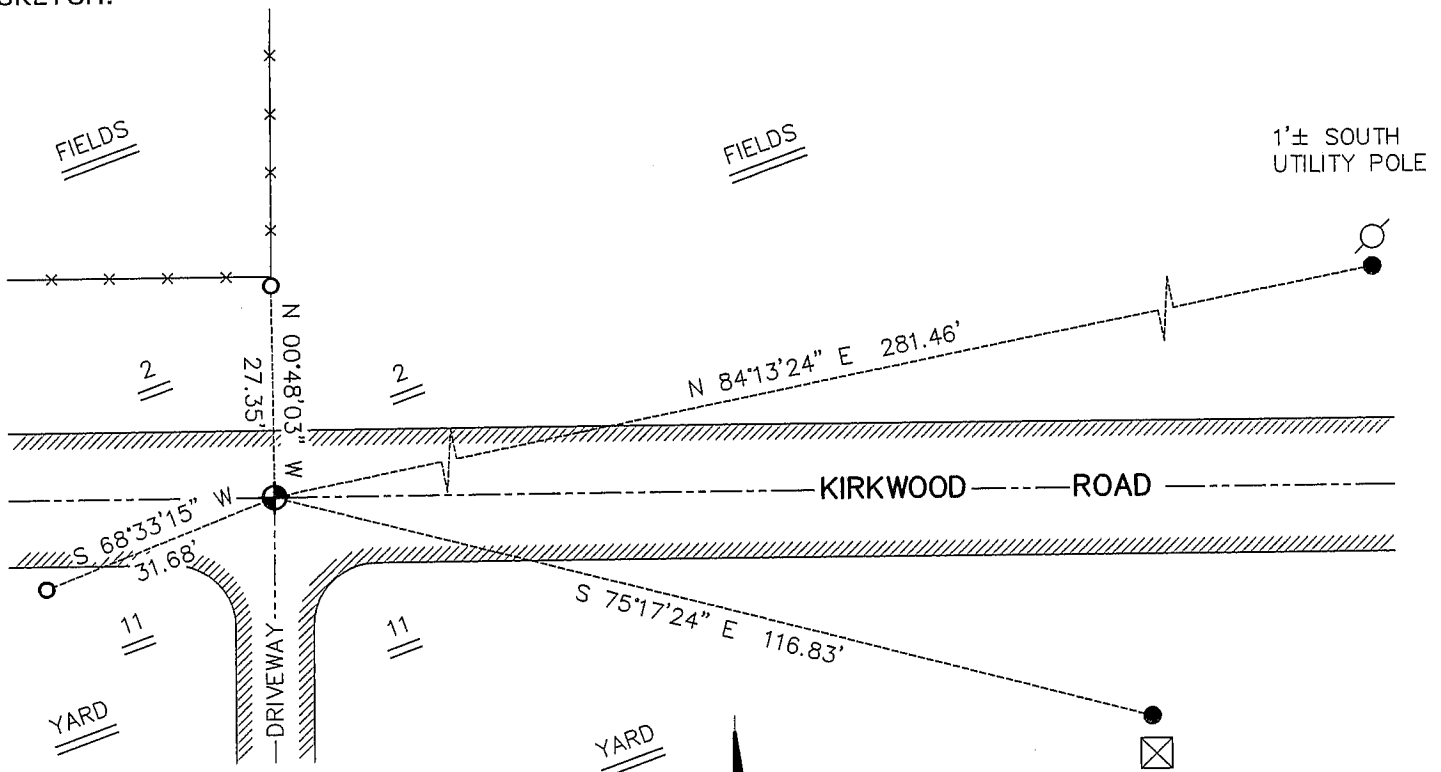 SKETCH.
FIELDS
FIELDS
1'± SOUTH
UTILITY POLE
N 00°48'03" W
27.35'
2
2
N 84°13'24" E 281.46'
KIRKWOOD ROAD
S 68°33'15" W
31.68'
S 75°17'24" E 116.83'
11
11
DRIVEWAY
YARD
YARD